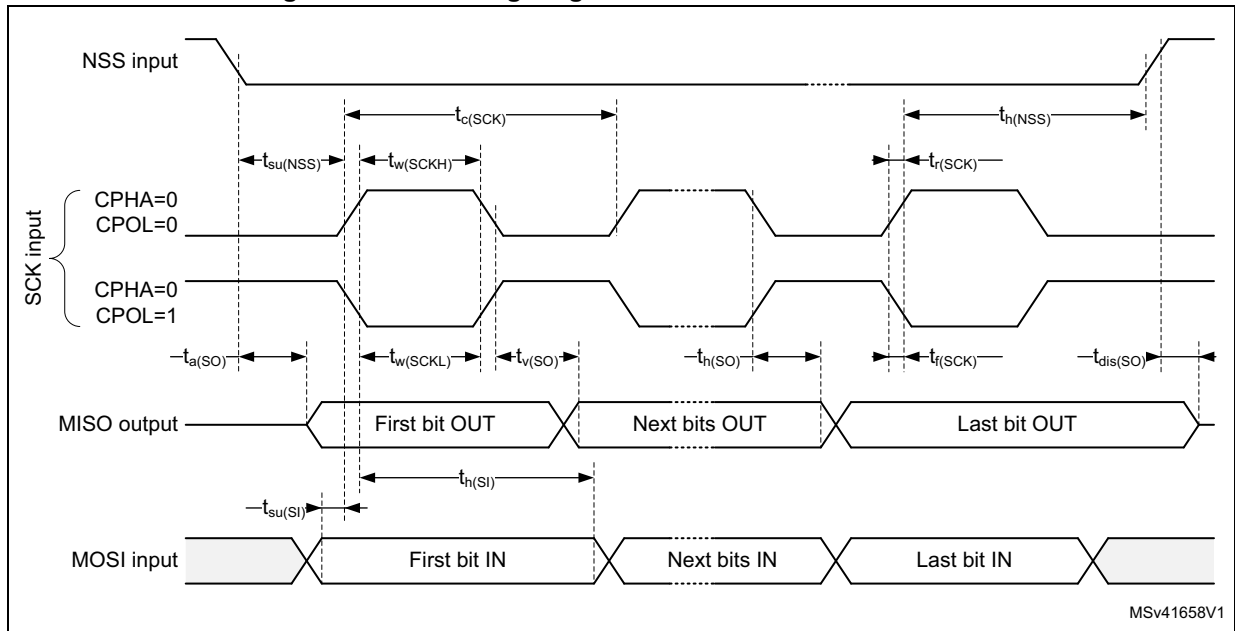 NSS input
tc(SCK)
th(NSS)
tsu(NSS)
tw(SCKH)
tr(SCK)
SCK input
CPHA=0
CPOL=0
CPHA=0
CPOL=1
ta(SO)
tw(SCKL)
tv(SO)
th(SO)
tf(SCK)
tdis(SO)
MISO output
First bit OUT
Next bits OUT
Last bit OUT
th(SI)
tsu(SI)
MOSI input
First bit IN
Next bits IN
Last bit IN
MSv41658V1